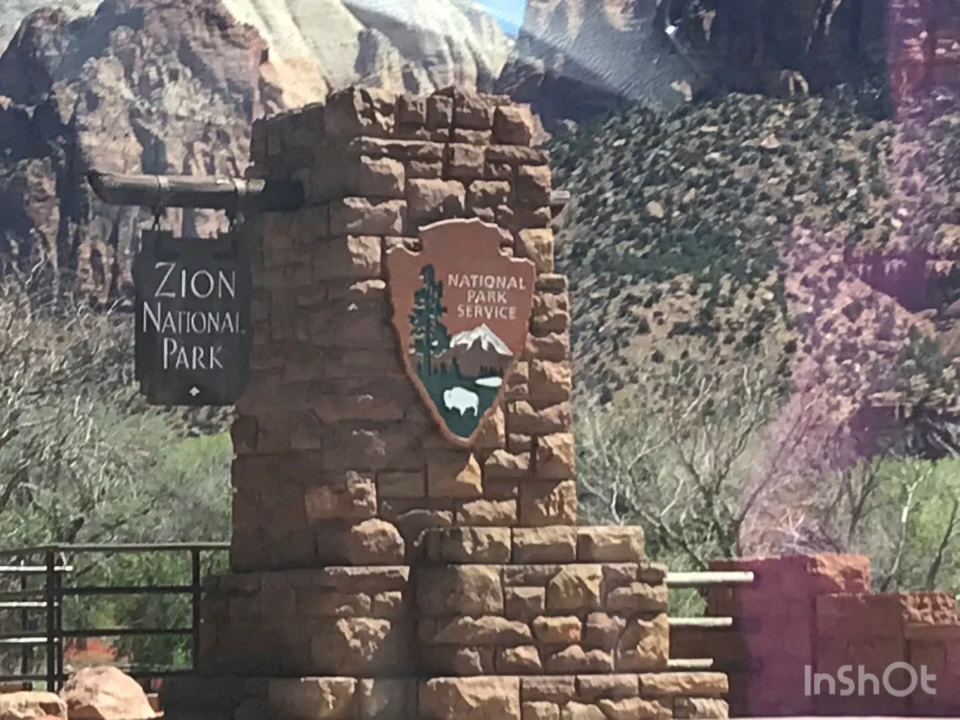 ZION
NATIONAL
PARK
NATIONAL
PARK
SERVICE
InShOt